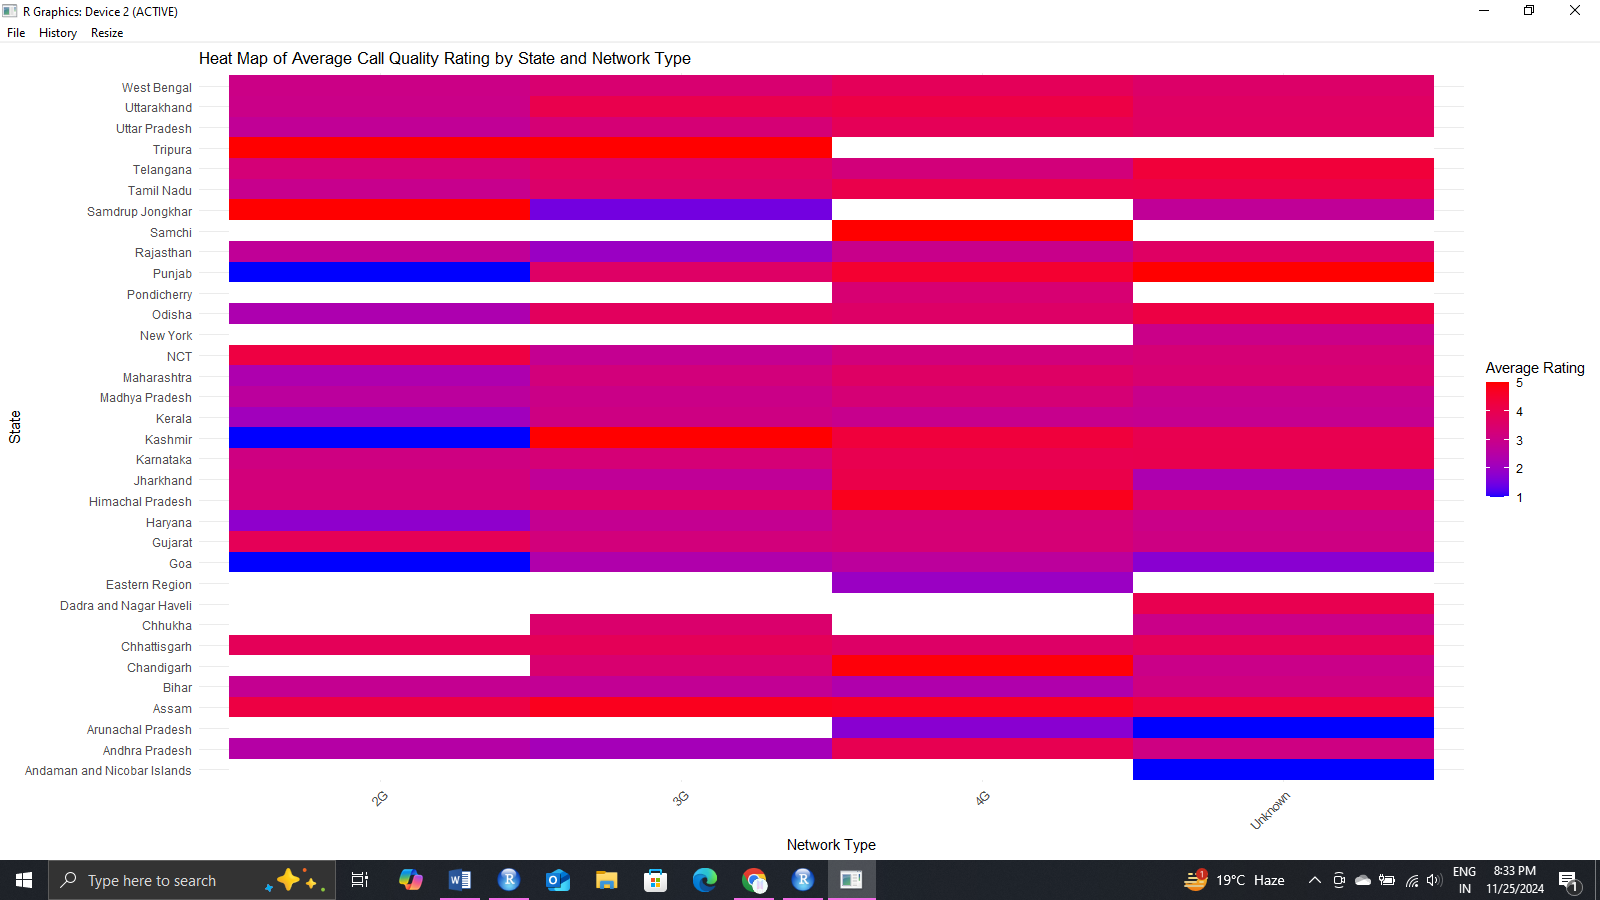 R Graphics: Device 2 (ACTIVE)
File History Resize
Heat Map of Average Call Quality Rating by State and Network Type
West Bengal
Uttarakhand
Uttar Pradesh
Tripura
Telangana
Tamil Nadu
Samdrup Jongkhar
Samchi
Rajasthan
Punjab
Pondicherry
Odisha
New York
NCT
Maharashtra
Madhya Pradesh
Kerala
Kashmir
Karnataka
Jharkhand
Himachal Pradesh
Haryana
Gujarat
Goa
Eastern Region
Dadra and Nagar Haveli
Chhukha
Chhattisgarh
Chandigarh
Bihar
Assam
Arunachal Pradesh
Andhra Pradesh
Andaman and Nicobar Islands
State
2G
3G
4G
Unknown
Network Type
Average Rating
5
4
3
2
1
Type here to search
W
R
O
R
1
19°C Haze
ENG
IN
8:33 PM
11/25/2024
1